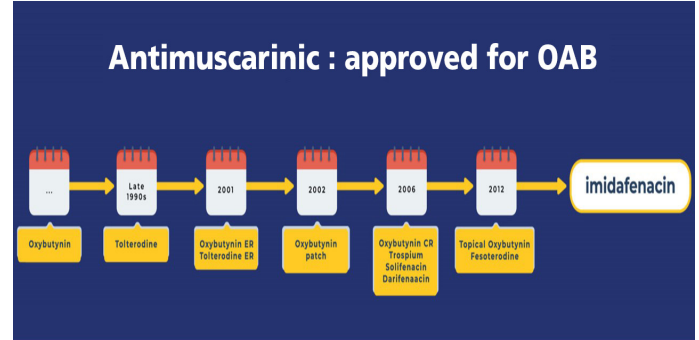 Antimuscarinic : approved for OAB
...
Late
1990s
2001
2002
2006
2012
imidafenacin
Oxybutynin
Tolterodine
Oxybutynin ER
Tolterodine ER
Oxybutynin
patch
Oxybutynin CR
Trospium
Solifenacin
Darifenaacin
Topical Oxybutynin
Fesoterodine